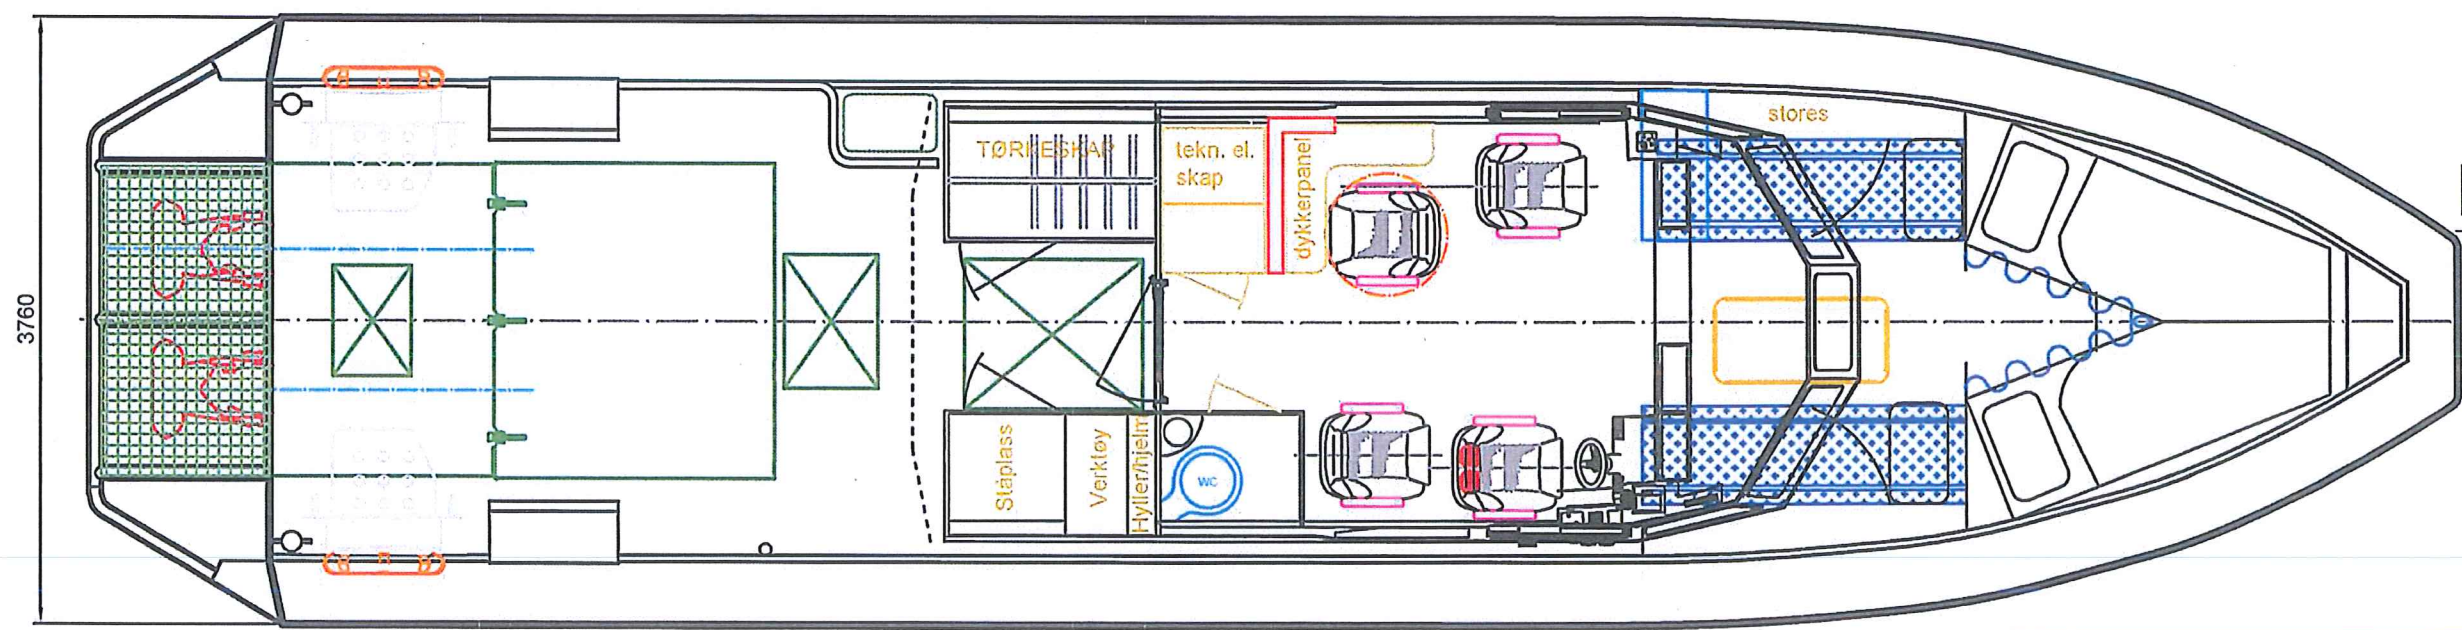 3760
TØRKESKAP
tekn. el.
skap
dykkerpanel
stores
Ståplass
Verktøy
Hyller/hjelm
WC